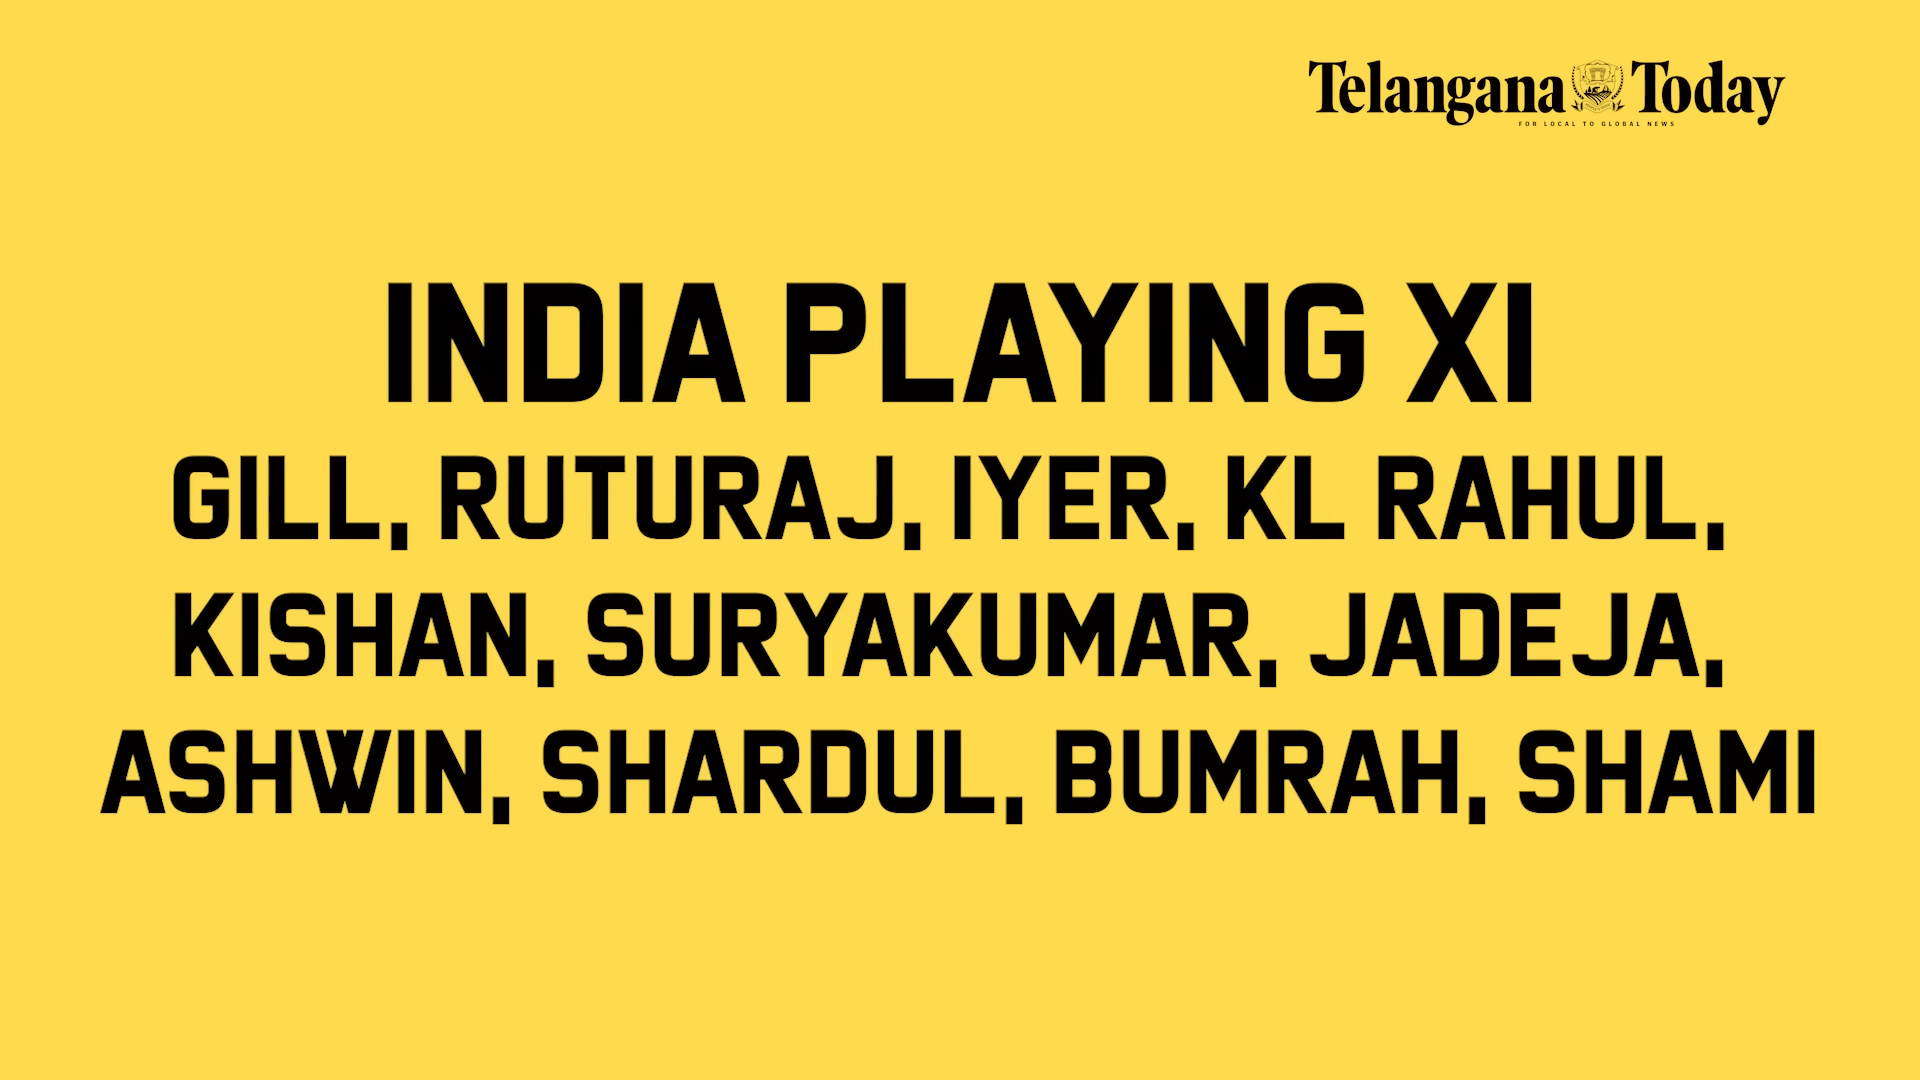 Telangana Today
FOR LOCAL TO GLOBAL NEWS
INDIA PLAYING XI
GILL, RUTURAJ, IYER, KL RAHUL,
KISHAN, SURYAKUMAR, JADEJA,
ASHWIN, SHARDUL, BUMRAH, SHAMI